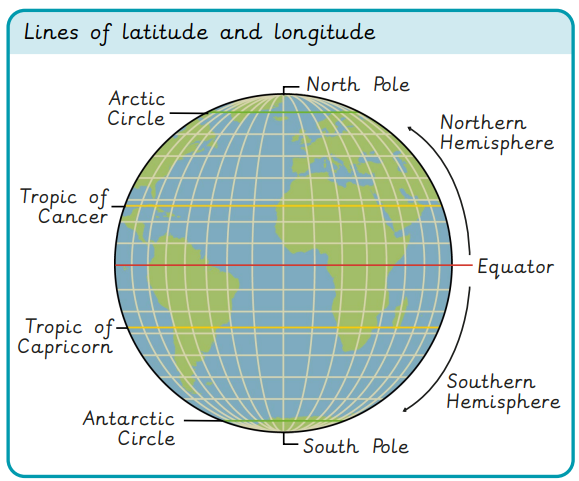 Lines of latitude and longitude
North Pole
Arctic
Circle
Northern
Hemisphere
Tropic of
Cancer
Equator
Tropic of
Capricorn
Southern
Hemisphere
Antarctic
Circle
South Pole